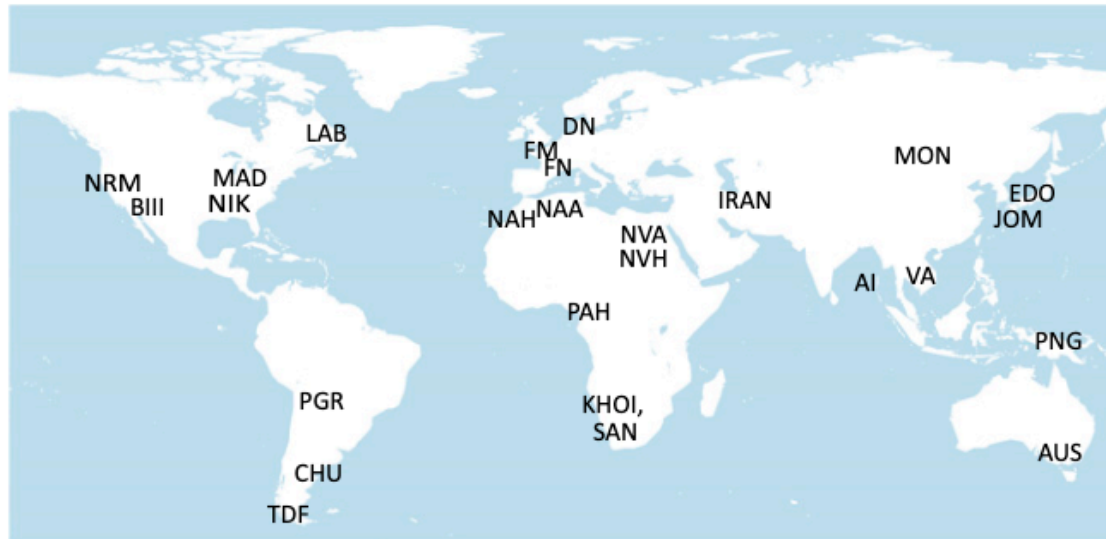 DN
LAB
FM
MON
FN
MAD
NRM
EDO
IRAN
NIK
BIII
NAA
NAH
JOM
NVA
NVH
VA
AI
PAH
PNG
PGR
KHOI,
SAN
AUS
CHU
TDF